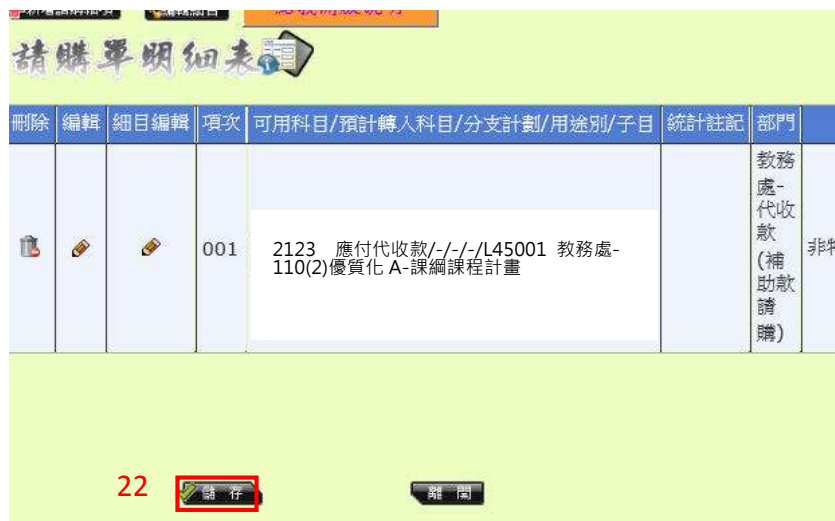 請購單明細表
刪除 編輯 細目編輯 項次 可用科目/預計轉入科目/分支計劃/用途別/子目 統計註記 部門
001
2123 應付代收款/-/-/-/L45001 教務處-
110(2)優質化 A-課綱課程計畫
教務
處-
代收
款
(補
助款
請
購)
非特
22 儲存 離開